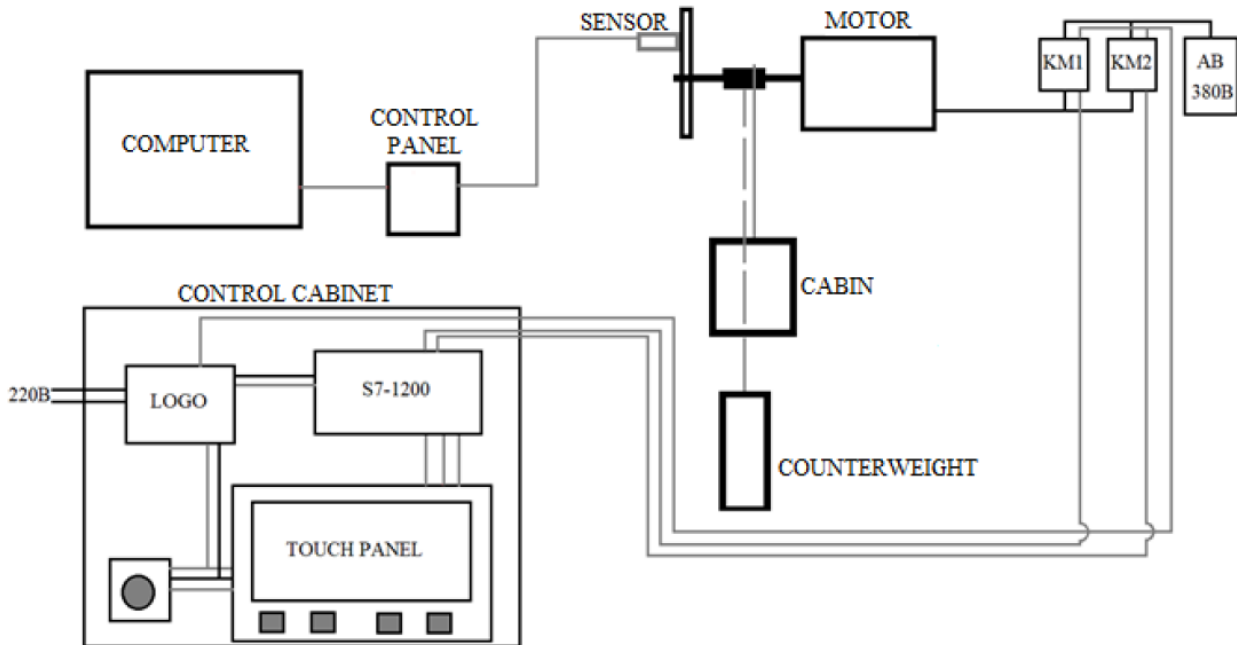 SENSOR
MOTOR
KM1
KM2
AB
380B
COMPUTER
CONTROL
PANEL
CABIN
CONTROL CABINET
220B
LOGO
S7-1200
COUNTERWEIGHT
TOUCH PANEL